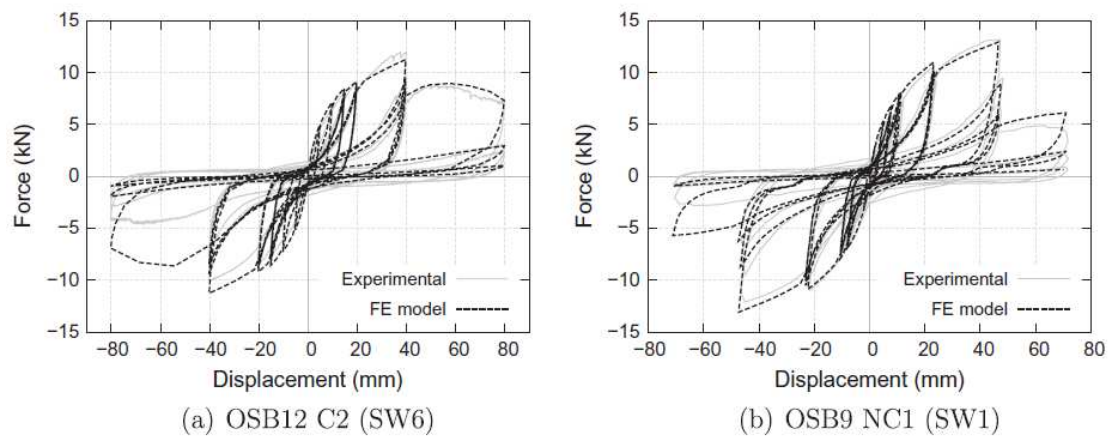 15
10
5
0
−5
−10
−15
−80 −60 −40 −20 0 20 40 60 80
Force (kN)
Displacement (mm)
Experimental
FE model
(a) OSB12 C2 (SW6)
15
10
5
0
−5
−10
−15
−80 −60 −40 −20 0 20 40 60 80
Force (kN)
Displacement (mm)
Experimental
FE model
(b) OSB9 NC1 (SW1)